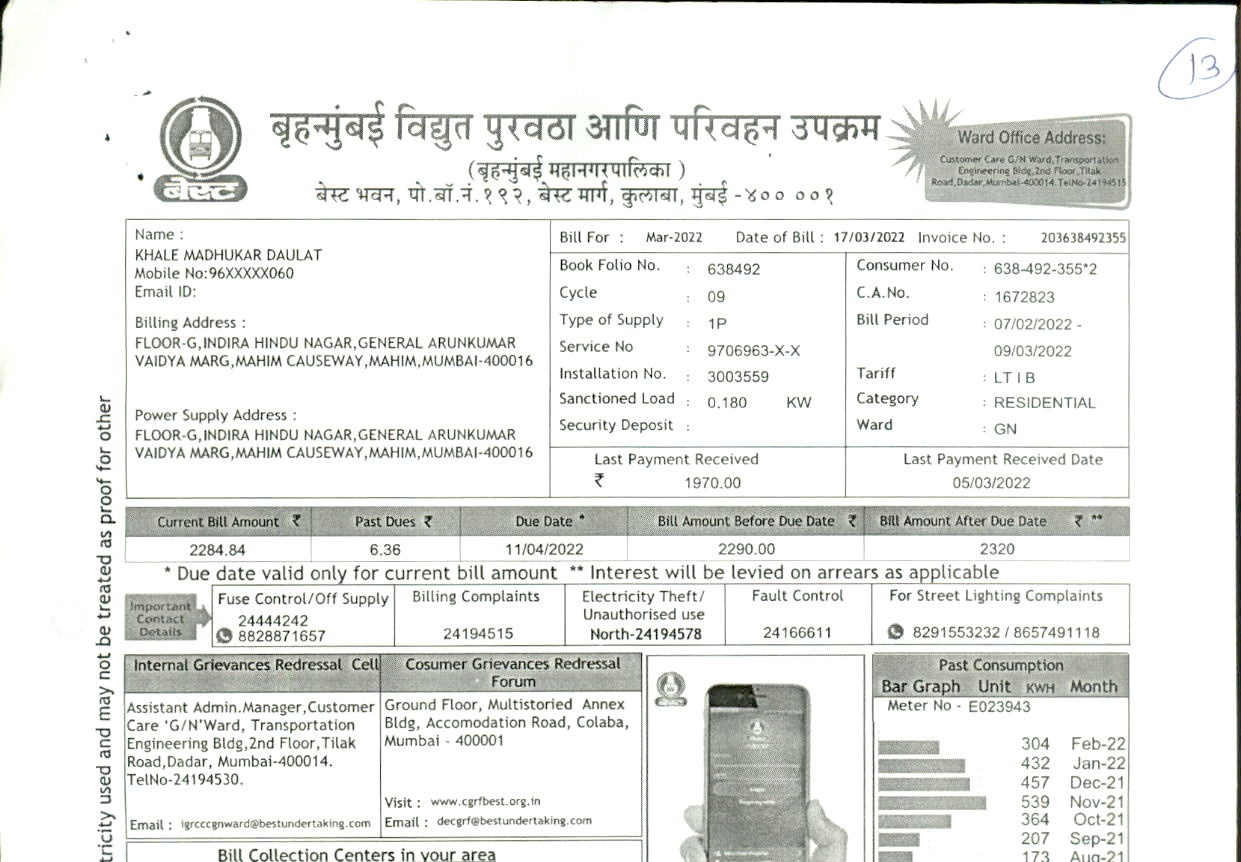 13
बृहन्मुंबई विद्युत पुरवठा आणि परिवहन उपक्रम
(बृहन्मुंबई महानगरपालिका )
बेस्ट भवन, पो.बॉ.नं.१९२, बेस्ट मार्ग, कुलाबा, मुंबई -४०० ००१
बेस्ट
Ward Office Address:
Customer Care G/N Ward,Transportation
Engineering Bldg,2nd Floor,Tilak
Road,Dadar,Mumbai-400014.TelNo-24194515
Name :
KHALE MADHUKAR DAULAT
Mobile No:96XXXXX060
Email ID:
Billing Address :
FLOOR-G,INDIRA HINDU NAGAR,GENERAL ARUNKUMAR
VAIDYA MARG,MAHIM CAUSEWAY,MAHIM,MUMBAI-400016
Power Supply Address :
FLOOR-G,INDIRA HINDU NAGAR,GENERAL ARUNKUMAR
VAIDYA MARG,MAHIM CAUSEWAY,MAHIM,MUMBAI-400016
Bill For : Mar-2022 Date of Bill : 17/03/2022 Invoice No. : 203638492355
Book Folio No. : 638492
Cycle : 09
Type of Supply : 1P
Service No : 9706963-X-X
Installation No. : 3003559
Sanctioned Load : 0.180 KW
Security Deposit :
Consumer No. : 638-492-355*2
C.A.No. : 1672823
Bill Period : 07/02/2022 -
09/03/2022
Tariff : LT I B
Category : RESIDENTIAL
Ward : GN
Last Payment Received
₹ 1970.00
Last Payment Received Date
05/03/2022
Current Bill Amount ₹ Past Dues ₹ Due Date * Bill Amount Before Due Date ₹ Bill Amount After Due Date ₹ **
2284.84 6.36 11/04/2022 2290.00 2320
* Due date valid only for current bill amount ** Interest will be levied on arrears as applicable
Important
Contact
Details
Fuse Control/Off Supply
24444242
8828871657
Billing Complaints
24194515
Electricity Theft/
Unauthorised use
North-24194578
Fault Control
24166611
For Street Lighting Complaints
8291553232 / 8657491118
Internal Grievances Redressal Cell
Assistant Admin.Manager,Customer
Care ‘G/N’Ward, Transportation
Engineering Bldg,2nd Floor,Tilak
Road,Dadar, Mumbai-400014.
TelNo-24194530.
Email : igrcccgnward@bestundertaking.com
Cosumer Grievances Redressal
Forum
Ground Floor, Multistoried Annex
Bldg, Accomodation Road, Colaba,
Mumbai - 400001
Visit : www.cgrfbest.org.in
Email : decgrf@bestundertaking.com
Bill Collection Centers in your area
Past Consumption
Bar Graph Unit KWH Month
Meter No - E023943
304 Feb-22
432 Jan-22
457 Dec-21
539 Nov-21
364 Oct-21
207 Sep-21
173 Aug-21
tricity used and may not be treated as proof for other